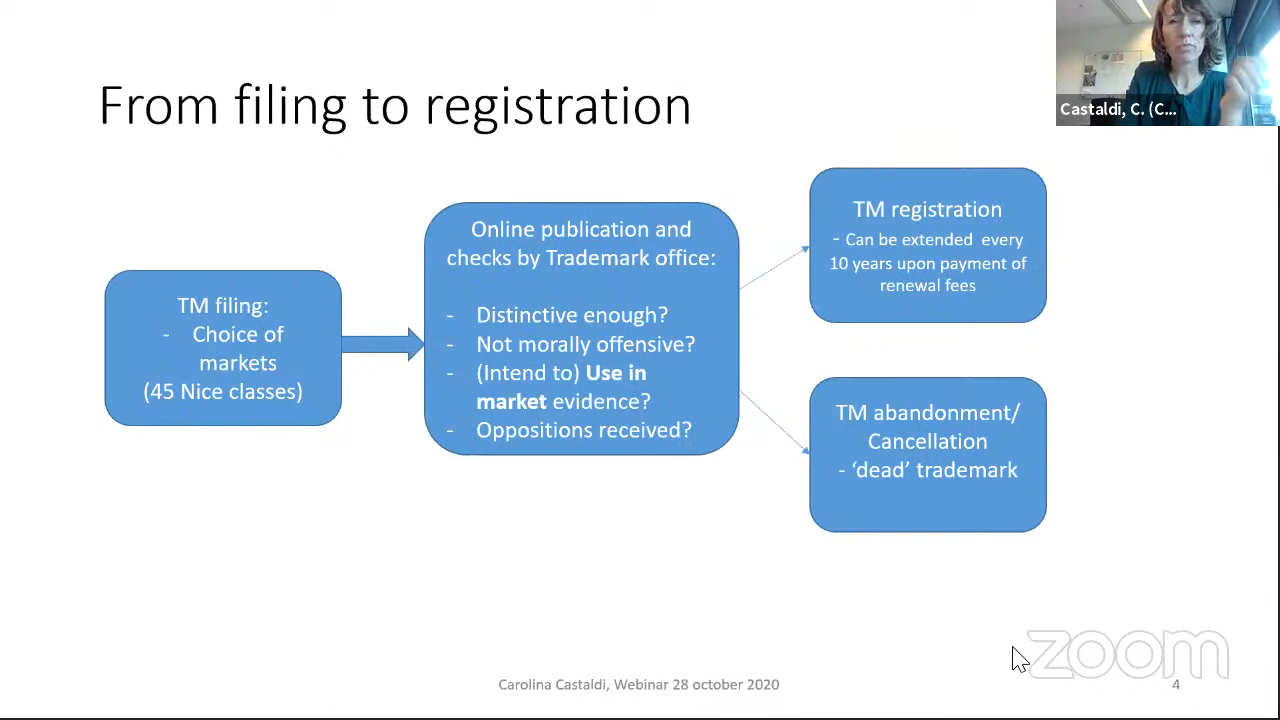 Castaldi, C. (C...
From filing to registration
TM filing:
- Choice of
markets
(45 Nice classes)
Online publication and
checks by Trademark office:
- Distinctive enough?
- Not morally offensive?
- (Intend to) Use in
market evidence?
- Oppositions received?
TM registration
- Can be extended every
10 years upon payment of
renewal fees
TM abandonment/
Cancellation
- ‘dead’ trademark
zoom
Carolina Castaldi, Webinar 28 october 2020
4